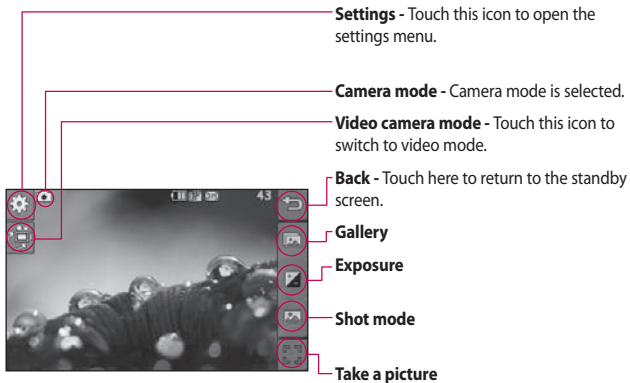 Settings - Touch this icon to open the
settings menu.
Camera mode - Camera mode is selected.
Video camera mode - Touch this icon to
switch to video mode.
Back - Touch here to return to the standby
screen.
43
Gallery
Exposure
Shot mode
Take a picture